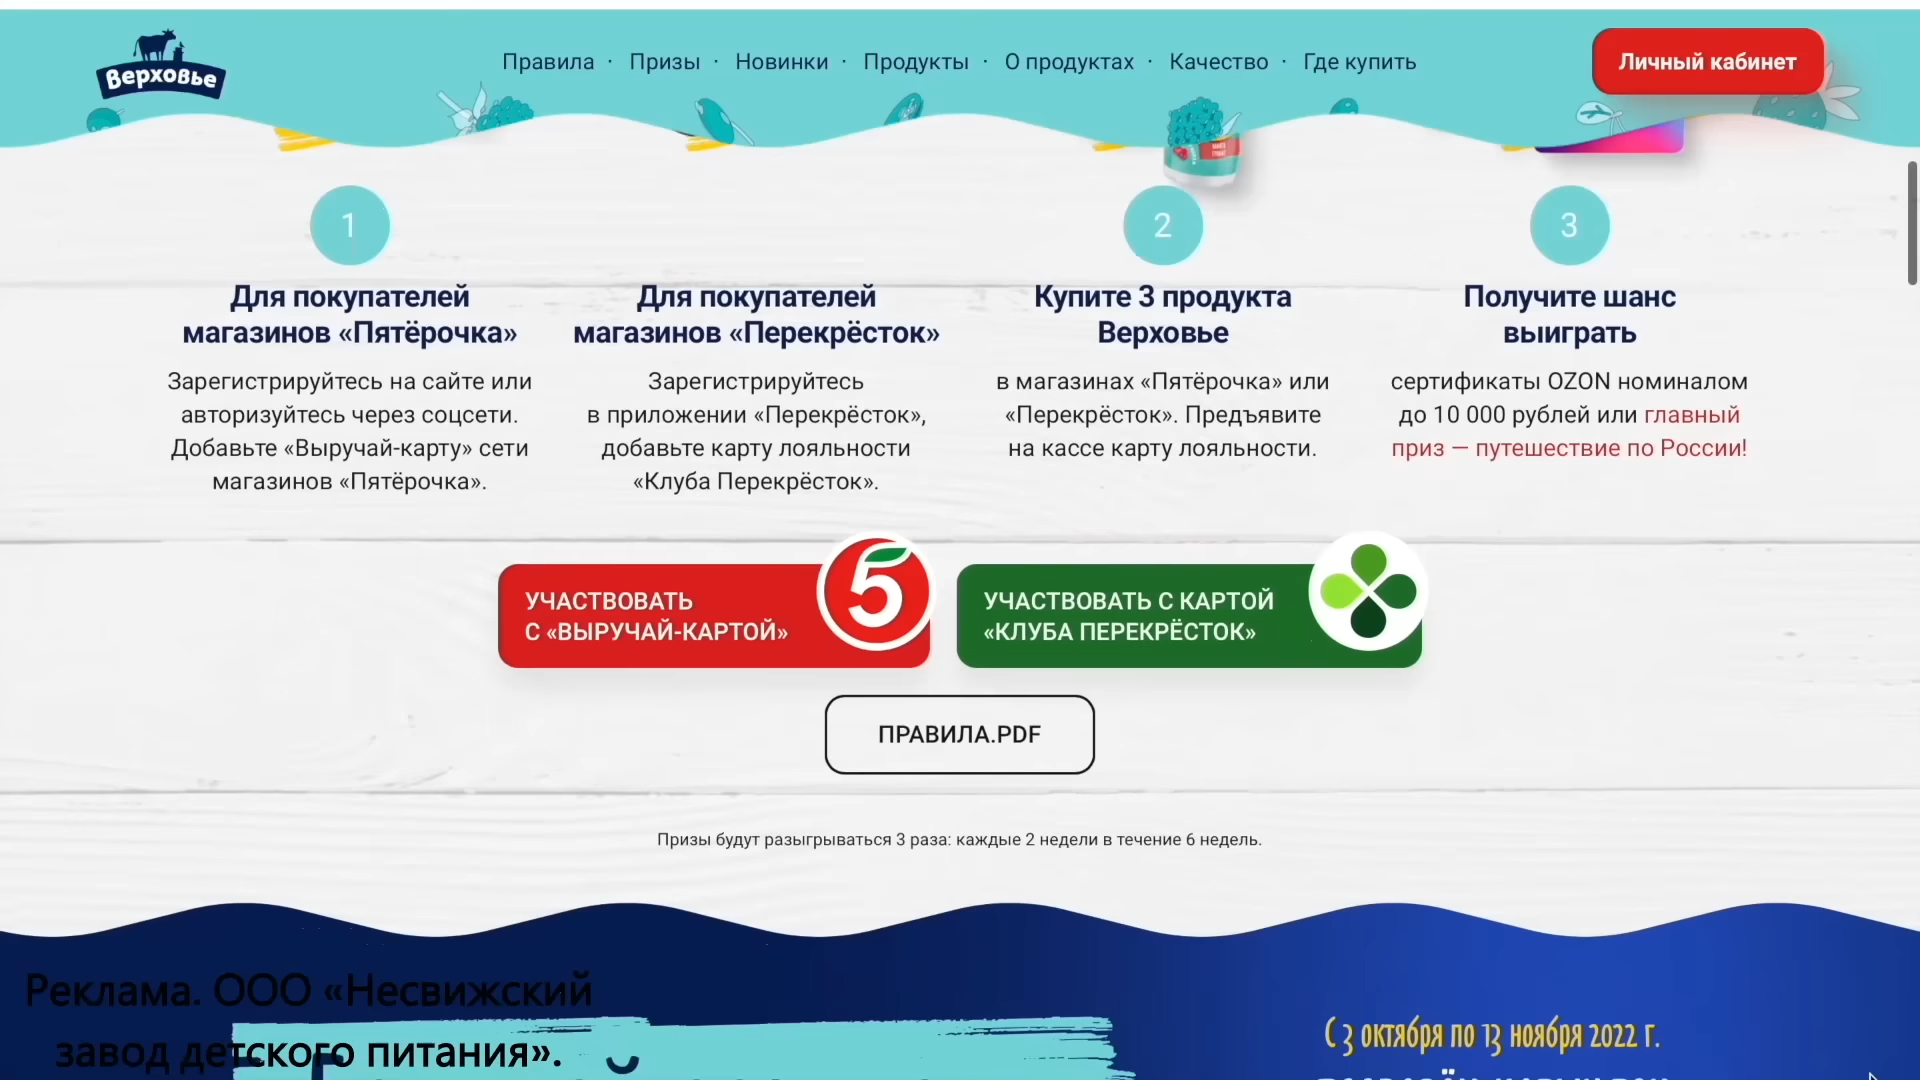 Верховье
Правила · Призы · Новинки · Продукты · О продуктах · Качество · Где купить
Личный кабинет
1
Для покупателей
магазинов «Пятёрочка»
Зарегистрируйтесь на сайте или
авторизуйтесь через соцсети.
Добавьте «Выручай-карту» сети
магазинов «Пятёрочка».
Для покупателей
магазинов «Перекрёсток»
Зарегистрируйтесь
в приложении «Перекрёсток»,
добавьте карту лояльности
«Клуба Перекрёсток».
2
Купите 3 продукта
Верховье
в магазинах «Пятёрочка» или
«Перекрёсток». Предъявите
на кассе карту лояльности.
3
Получите шанс
выиграть
сертификаты OZON номиналом
до 10 000 рублей или главный
приз — путешествие по России!
УЧАСТВОВАТЬ
С «ВЫРУЧАЙ-КАРТОЙ»
5
УЧАСТВОВАТЬ С КАРТОЙ
«КЛУБА ПЕРЕКРЁСТОК»
ПРАВИЛА.PDF
Призы будут разыгрываться 3 раза: каждые 2 недели в течение 6 недель.
Реклама. ООО «Несвижский
завод детского питания».
С 3 октября по 13 ноября 2022 г.